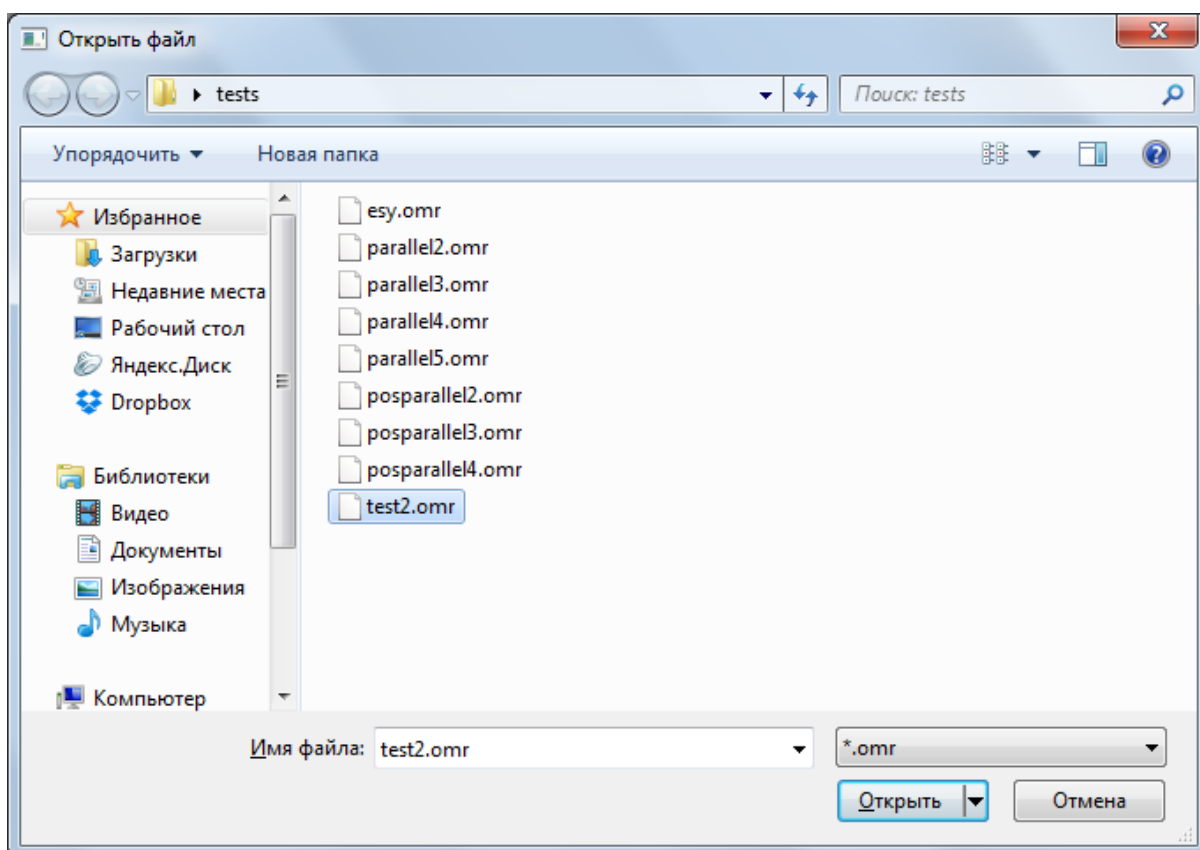 Открыть файл
tests
Поиск: tests
Упорядочить
Новая папка
Избранное
Загрузки
Недавние места
Рабочий стол
Яндекс.Диск
Dropbox
Библиотеки
Видео
Документы
Изображения
Музыка
Компьютер
esy.omr
parallel2.omr
parallel3.omr
parallel4.omr
parallel5.omr
posparallel2.omr
posparallel3.omr
posparallel4.omr
test2.omr
Имя файла: test2.omr
*.omr
Открыть
Отмена